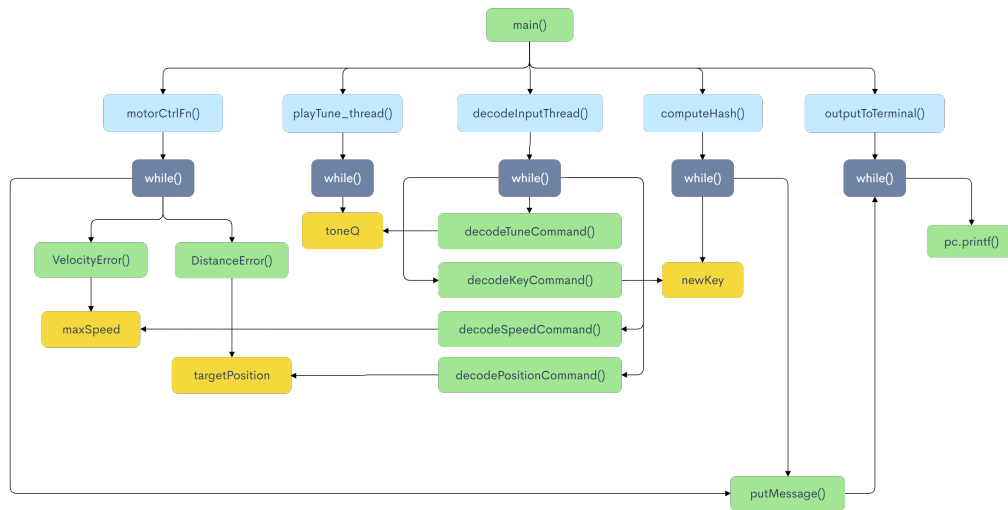 main()
motorCtrlFn()
playTune_thread()
decodeInputThread()
computeHash()
outputToTerminal()
while()
while()
while()
while()
while()
toneQ
decodeTuneCommand()
pc.printf()
VelocityError()
DistanceError()
decodeKeyCommand()
newKey
maxSpeed
decodeSpeedCommand()
targetPosition
decodePositionCommand()
putMessage()